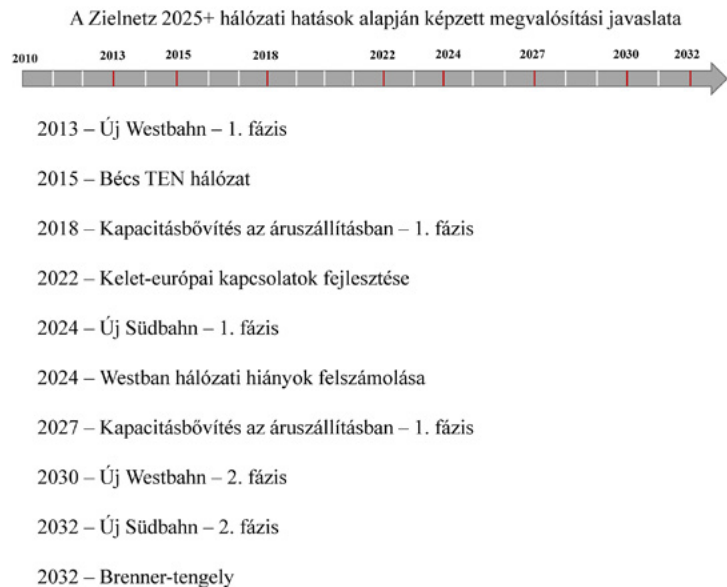 A Zielnetz 2025+ hálózati hatások alapján képzett megvalósítási javaslata
2010 2013 2015 2018 2022 2024 2027 2030 2032
2013 – Új Westbahn – 1. fázis
2015 – Bécs TEN hálózat
2018 – Kapacitásbővítés az áruszállításban – 1. fázis
2022 – Kelet-európai kapcsolatok fejlesztése
2024 – Új Südbahn – 1. fázis
2024 – Westban hálózati hiányok felszámolása
2027 – Kapacitásbővítés az áruszállításban – 1. fázis
2030 – Új Westbahn – 2. fázis
2032 – Új Südbahn – 2. fázis
2032 – Brenner-tengely